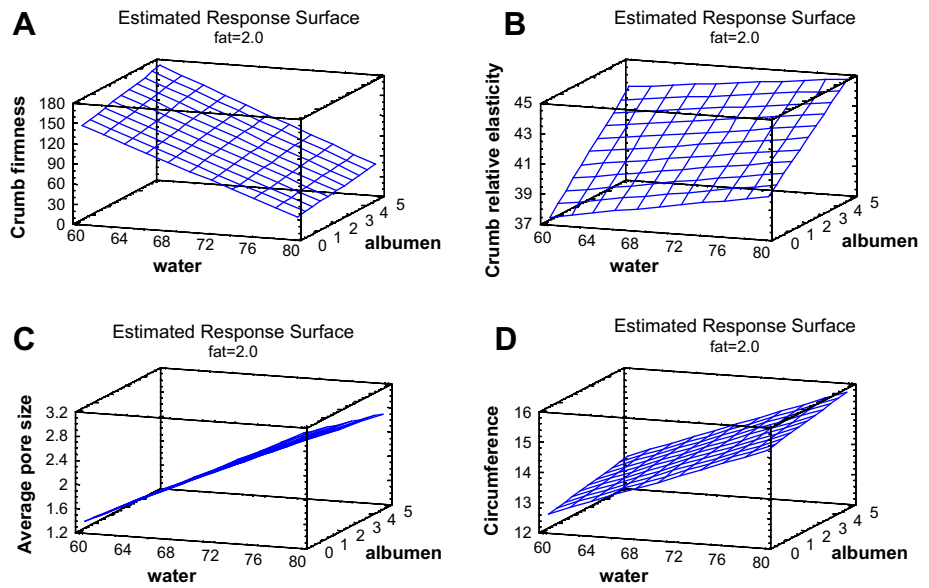 A
Estimated Response Surface
fat=2.0
Crumb firmness
180
150
120
90
60
30
0
60 64 68 72 76 80
water
0 1 2 3 4 5
albumen
B
Estimated Response Surface
fat=2.0
Crumb relative elasticity
45
43
41
39
37
60 64 68 72 76 80
water
0 1 2 3 4 5
albumen
C
Estimated Response Surface
fat=2.0
Average pore size
3.2
2.8
2.4
2
1.6
1.2
60 64 68 72 76 80
water
0 1 2 3 4 5
albumen
D
Estimated Response Surface
fat=2.0
Circumference
16
15
14
13
12
60 64 68 72 76 80
water
0 1 2 3 4 5
albumen